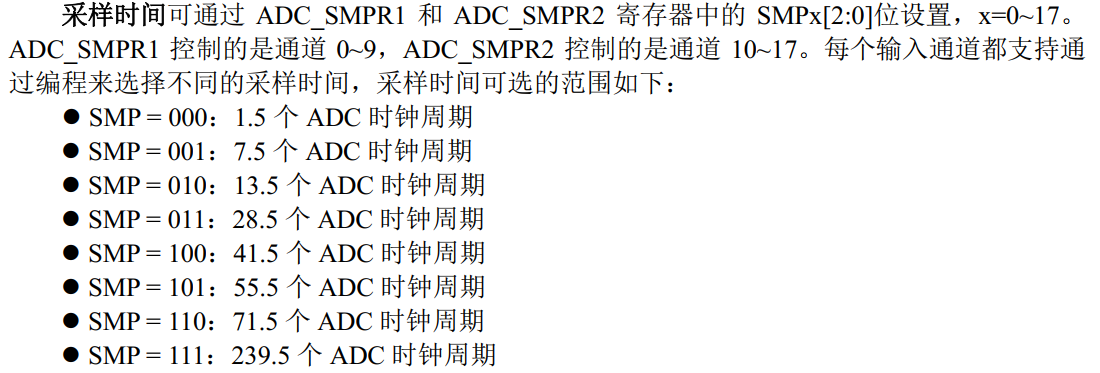 采样时间可通过 ADC_SMPR1 和 ADC_SMPR2 寄存器中的 SMPx[2:0]位设置，x=0~17。
ADC_SMPR1 控制的是通道 0~9，ADC_SMPR2 控制的是通道 10~17。每个输入通道都支持通
过编程来选择不同的采样时间，采样时间可选的范围如下：
● SMP = 000：1.5 个 ADC 时钟周期
● SMP = 001：7.5 个 ADC 时钟周期
● SMP = 010：13.5 个 ADC 时钟周期
● SMP = 011：28.5 个 ADC 时钟周期
● SMP = 100：41.5 个 ADC 时钟周期
● SMP = 101：55.5 个 ADC 时钟周期
● SMP = 110：71.5 个 ADC 时钟周期
● SMP = 111：239.5 个 ADC 时钟周期